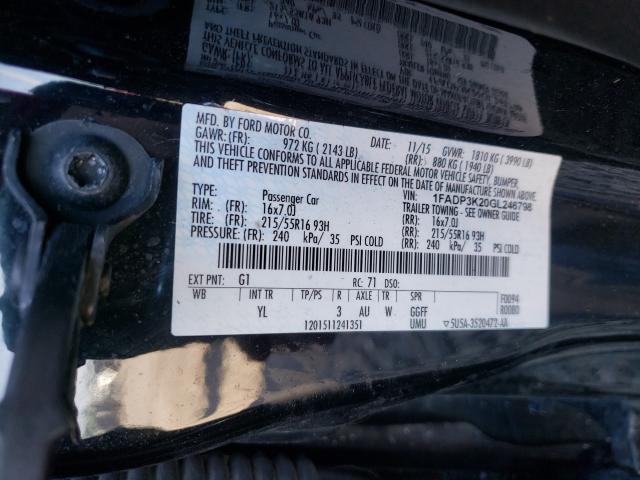 MFD. BY FORD MOTOR CO.
DATE: 11/15 GVWR: 1810 KG ( 3990 LB)
GAWR:(FR): 972 KG ( 2143 LB) (RR): 880 KG ( 1940 LB)
THIS VEHICLE CONFORMS TO ALL APPLICABLE FEDERAL MOTOR VEHICLE SAFETY, BUMPER,
AND THEFT PREVENTION STANDARDS IN EFFECT ON THE DATE OF MANUFACTURE SHOWN ABOVE.
VIN: 1FADP3K20GL246798
TYPE: Passenger Car TRAILER TOWING - SEE OWNER GUIDE
RIM: (FR): 16x7.0J (RR): 16x7.0J
TIRE: 215/55R16 93H (RR): 215/55R16 93H
PRESSURE: (FR) 240 kPa/ 35 PSI COLD (RR): 240 kPa/ 35 PSI COLD
EXT PNT: G1 RC: 71 DSO: F0094
WB INT TR TP/PS R AXLE TR SPR R0080
YL 3 AU W GGFF
1201511241351 UMU ▽5U5A-3520472-AA